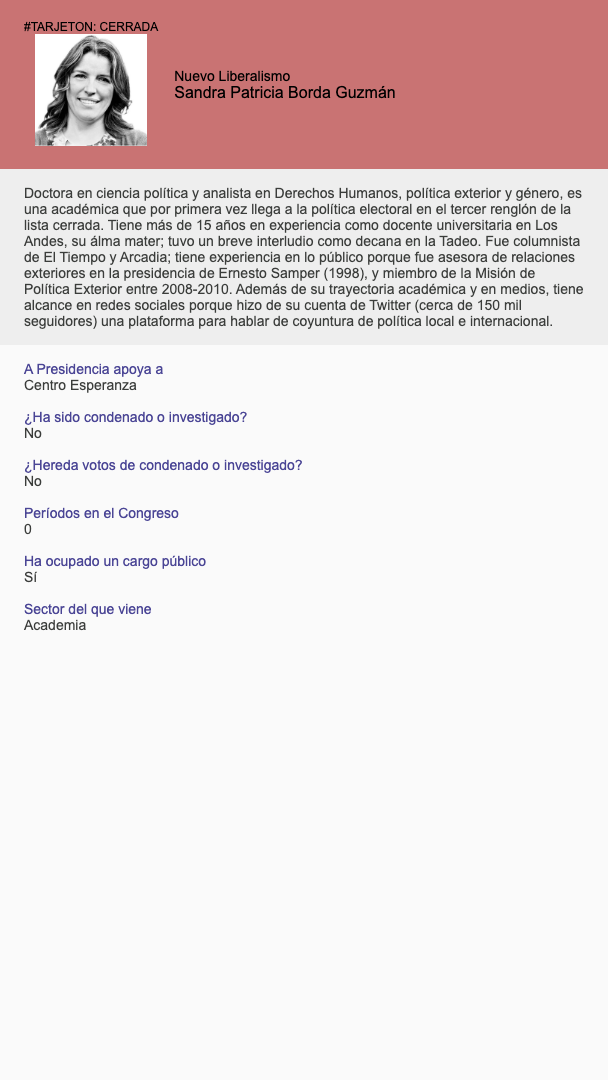 #TARJETON: CERRADA
Nuevo Liberalismo
Sandra Patricia Borda Guzmán
Doctora en ciencia política y analista en Derechos Humanos, política exterior y género, es
una académica que por primera vez llega a la política electoral en el tercer renglón de la
lista cerrada. Tiene más de 15 años en experiencia como docente universitaria en Los
Andes, su álma mater; tuvo un breve interludio como decana en la Tadeo. Fue columnista
de El Tiempo y Arcadia; tiene experiencia en lo público porque fue asesora de relaciones
exteriores en la presidencia de Ernesto Samper (1998), y miembro de la Misión de
Política Exterior entre 2008-2010. Además de su trayectoria académica y en medios, tiene
alcance en redes sociales porque hizo de su cuenta de Twitter (cerca de 150 mil
seguidores) una plataforma para hablar de coyuntura de política local e internacional.
A Presidencia apoya a
Centro Esperanza
¿Ha sido condenado o investigado?
No
¿Hereda votos de condenado o investigado?
No
Períodos en el Congreso
0
Ha ocupado un cargo público
Sí
Sector del que viene
Academia